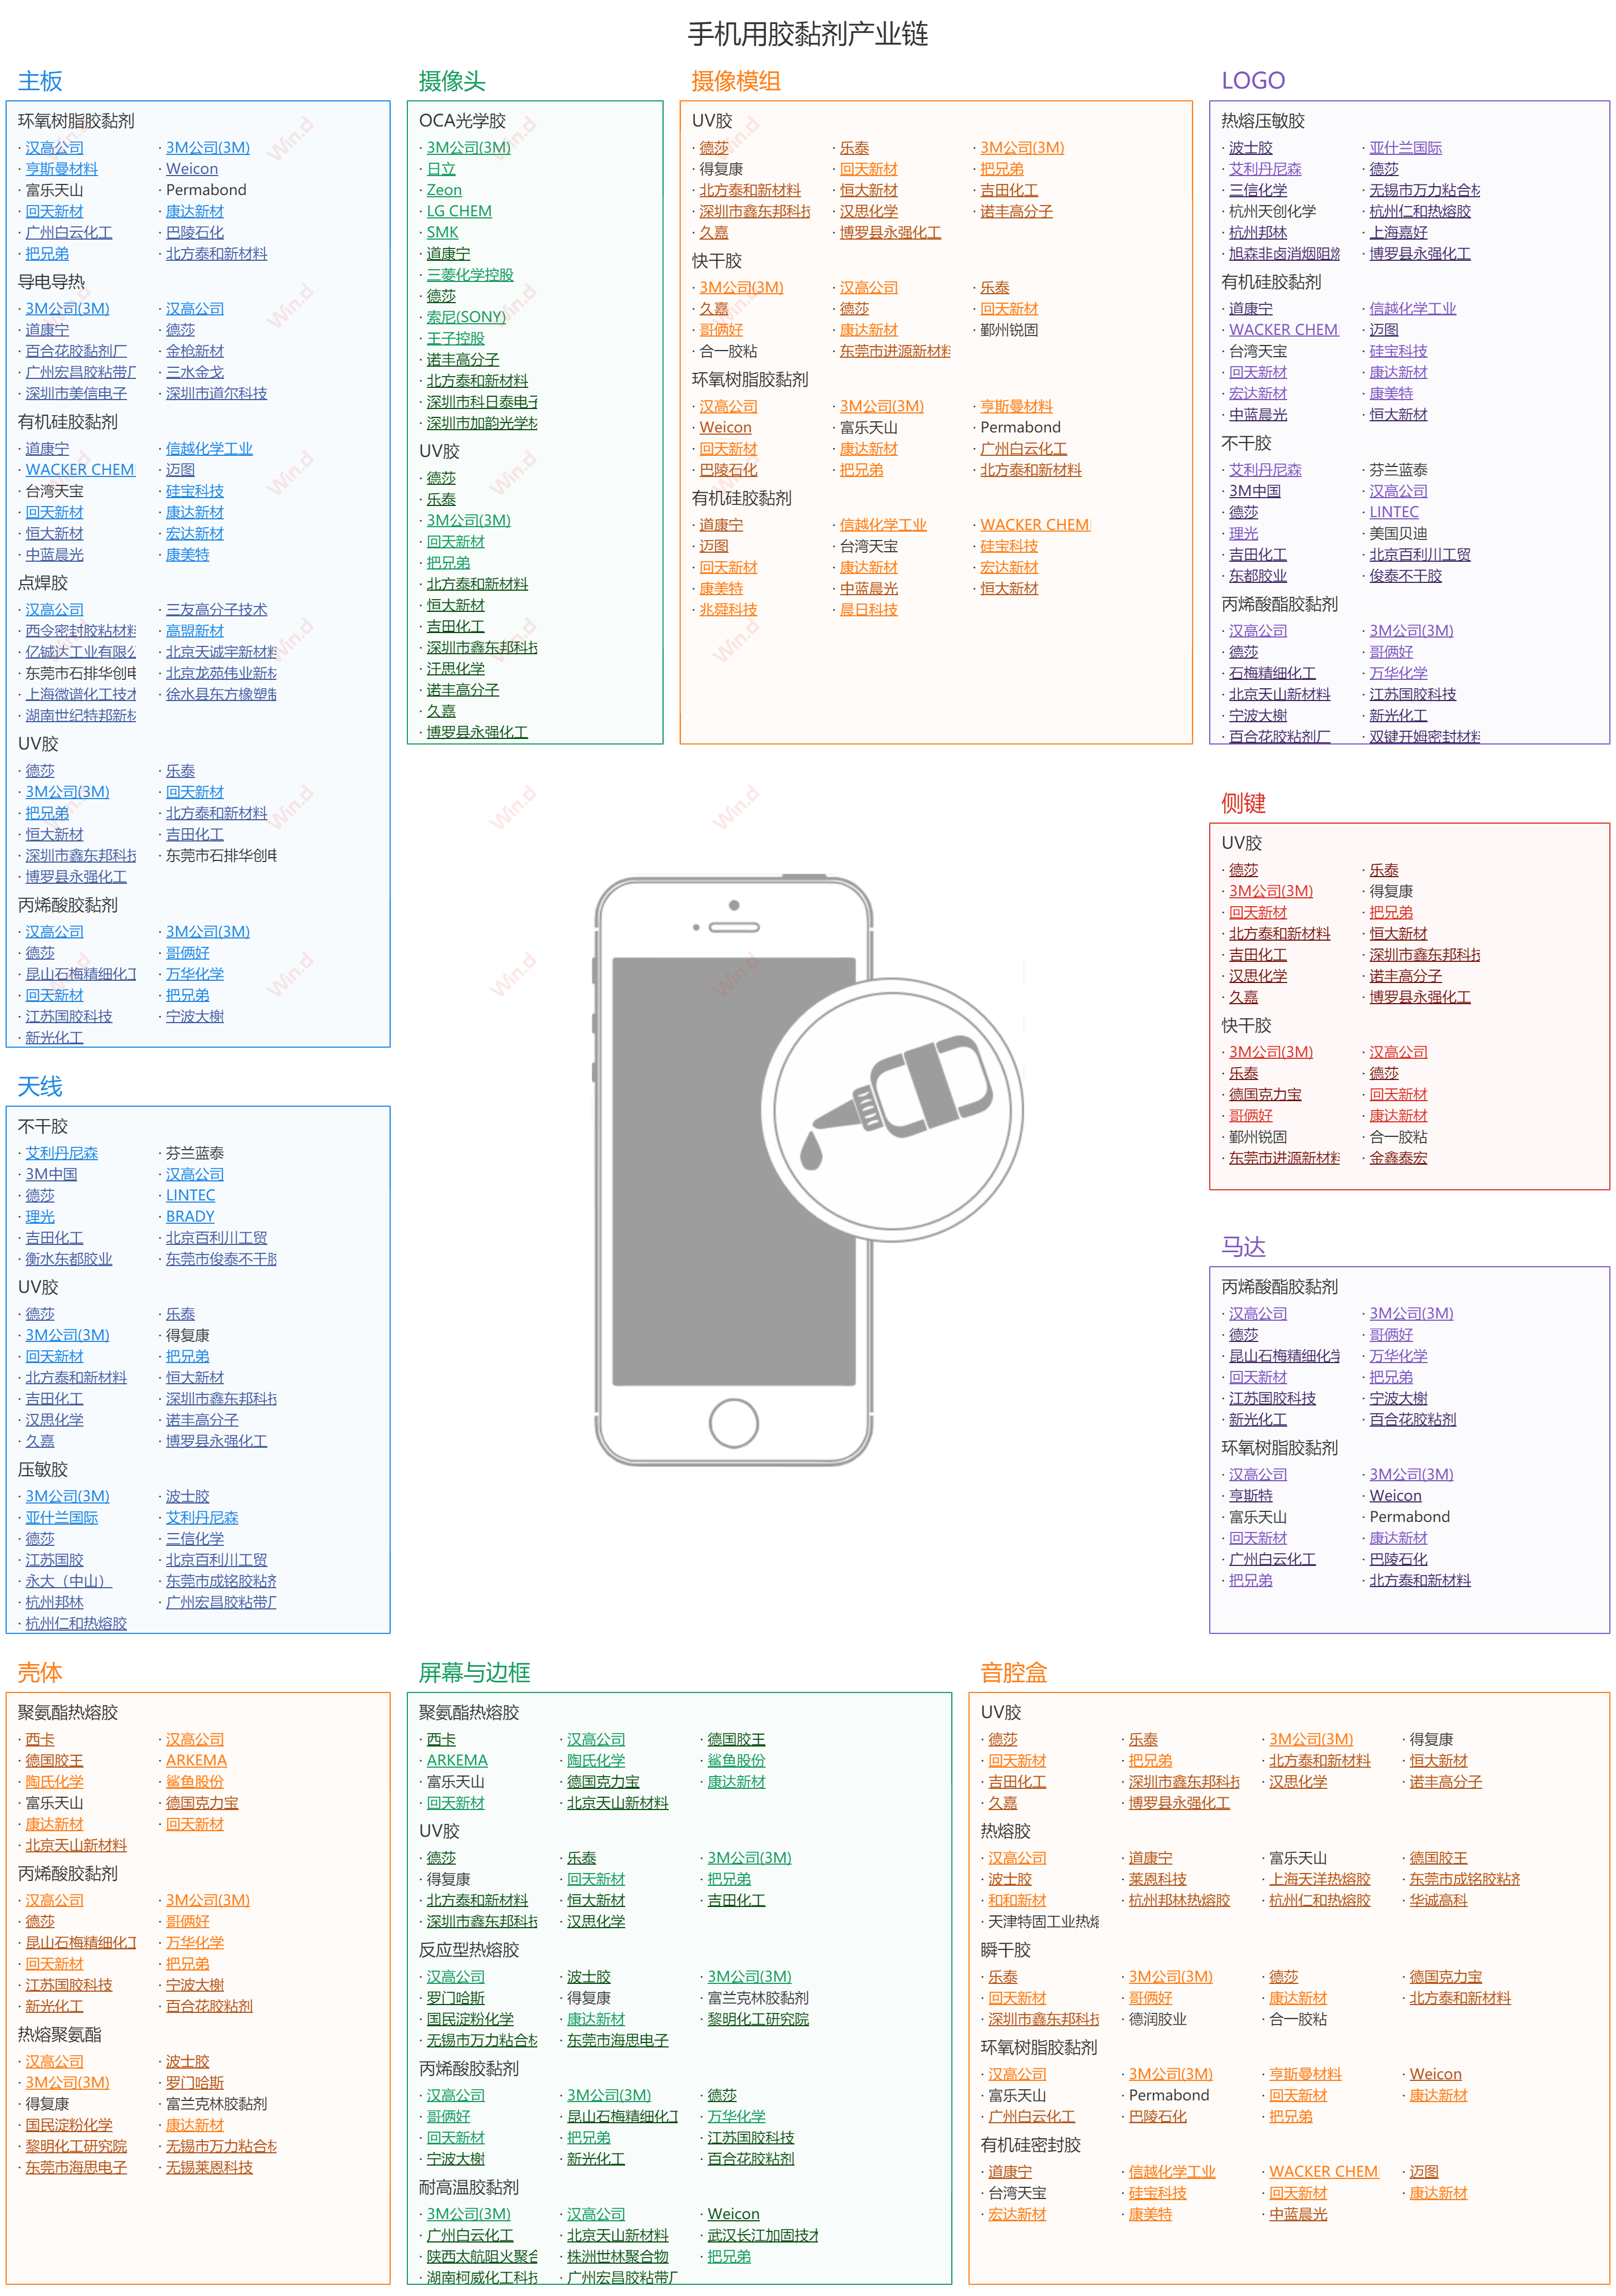 手机用胶黏剂产业链
主板
环氧树脂胶黏剂
· 汉高公司 · 3M公司(3M)
· 亨斯曼材料 · Weicon
· 富乐天山 · Permabond
· 回天新材 · 康达新材
· 广州白云化工 · 巴陵石化
· 把兄弟 · 北方泰和新材料
导电导热
· 3M公司(3M) · 汉高公司
· 道康宁 · 德莎
· 百合花胶黏剂厂 · 金枪新材
· 广州宏昌胶粘带厂 · 三水金戈
· 深圳市美信电子 · 深圳市道尔科技
有机硅胶黏剂
· 道康宁 · 信越化学工业
· WACKER CHEMI · 迈图
· 台湾天宝 · 硅宝科技
· 回天新材 · 康达新材
· 恒大新材 · 宏达新材
· 中蓝晨光 · 康美特
点焊胶
· 汉高公司 · 三友高分子技术
· 西令密封胶粘材料 · 高盟新材
· 亿铖达工业有限公 · 北京天诚宇新材料
· 东莞市石排华创电 · 北京龙苑伟业新材
· 上海微谱化工技术 · 徐水县东方橡塑制
· 湖南世纪特邦新材
UV胶
· 德莎 · 乐泰
· 3M公司(3M) · 回天新材
· 把兄弟 · 北方泰和新材料
· 恒大新材 · 吉田化工
· 深圳市鑫东邦科技 · 东莞市石排华创电
· 博罗县永强化工
丙烯酸胶黏剂
· 汉高公司 · 3M公司(3M)
· 德莎 · 哥俩好
· 昆山石梅精细化工 · 万华化学
· 回天新材 · 把兄弟
· 江苏国胶科技 · 宁波大榭
· 新光化工
摄像头
OCA光学胶
· 3M公司(3M)
· 日立
· Zeon
· LG CHEM
· SMK
· 道康宁
· 三菱化学控股
· 德莎
· 索尼(SONY)
· 王子控股
· 诺丰高分子
· 北方泰和新材料
· 深圳市科日泰电子
· 深圳市加韵光学材
UV胶
· 德莎
· 乐泰
· 3M公司(3M)
· 回天新材
· 把兄弟
· 北方泰和新材料
· 恒大新材
· 吉田化工
· 深圳市鑫东邦科技
· 汗思化学
· 诺丰高分子
· 久嘉
· 博罗县永强化工
摄像模组
UV胶
· 德莎 · 乐泰 · 3M公司(3M)
· 得复康 · 回天新材 · 把兄弟
· 北方泰和新材料 · 恒大新材 · 吉田化工
· 深圳市鑫东邦科技 · 汉思化学 · 诺丰高分子
· 久嘉 · 博罗县永强化工
快干胶
· 3M公司(3M) · 汉高公司 · 乐泰
· 久嘉 · 德莎 · 回天新材
· 哥俩好 · 康达新材 · 鄞州锐固
· 合一胶粘 · 东莞市进源新材料
环氧树脂胶黏剂
· 汉高公司 · 3M公司(3M) · 亨斯曼材料
· Weicon · 富乐天山 · Permabond
· 回天新材 · 康达新材 · 广州白云化工
· 巴陵石化 · 把兄弟 · 北方泰和新材料
有机硅胶黏剂
· 道康宁 · 信越化学工业 · WACKER CHEMI
· 迈图 · 台湾天宝 · 硅宝科技
· 回天新材 · 康达新材 · 宏达新材
· 康美特 · 中蓝晨光 · 恒大新材
· 兆舜科技 · 晨日科技
LOGO
热熔压敏胶
· 波士胶 · 亚什兰国际
· 艾利丹尼森 · 德莎
· 三信化学 · 无锡市万力粘合材
· 杭州天创化学 · 杭州仁和热熔胶
· 杭州邦林 · 上海嘉好
· 旭森非卤消烟阻燃 · 博罗县永强化工
有机硅胶黏剂
· 道康宁 · 信越化学工业
· WACKER CHEMI · 迈图
· 台湾天宝 · 硅宝科技
· 回天新材 · 康达新材
· 宏达新材 · 康美特
· 中蓝晨光 · 恒大新材
不干胶
· 艾利丹尼森 · 芬兰蓝泰
· 3M中国 · 汉高公司
· 德莎 · LINTEC
· 理光 · 美国贝迪
· 吉田化工 · 北京百利川工贸
· 东都胶业 · 俊泰不干胶
丙烯酸酯胶黏剂
· 汉高公司 · 3M公司(3M)
· 德莎 · 哥俩好
· 石梅精细化工 · 万华化学
· 北京天山新材料 · 江苏国胶科技
· 宁波大榭 · 新光化工
· 百合花胶粘剂厂 · 双键开姆密封材料
侧键
UV胶
· 德莎 · 乐泰
· 3M公司(3M) · 得复康
· 回天新材 · 把兄弟
· 北方泰和新材料 · 恒大新材
· 吉田化工 · 深圳市鑫东邦科技
· 汉思化学 · 诺丰高分子
· 久嘉 · 博罗县永强化工
快干胶
· 3M公司(3M) · 汉高公司
· 乐泰 · 德莎
· 德国克力宝 · 回天新材
· 哥俩好 · 康达新材
· 鄞州锐固 · 合一胶粘
· 东莞市进源新材料 · 金鑫泰宏
天线
不干胶
· 艾利丹尼森 · 芬兰蓝泰
· 3M中国 · 汉高公司
· 德莎 · LINTEC
· 理光 · BRADY
· 吉田化工 · 北京百利川工贸
· 衡水东都胶业 · 东莞市俊泰不干胶
UV胶
· 德莎 · 乐泰
· 3M公司(3M) · 得复康
· 回天新材 · 把兄弟
· 北方泰和新材料 · 恒大新材
· 吉田化工 · 深圳市鑫东邦科技
· 汉思化学 · 诺丰高分子
· 久嘉 · 博罗县永强化工
压敏胶
· 3M公司(3M) · 波士胶
· 亚什兰国际 · 艾利丹尼森
· 德莎 · 三信化学
· 江苏国胶 · 北京百利川工贸
· 永大（中山） · 东莞市成铭胶粘剂
· 杭州邦林 · 广州宏昌胶粘带厂
· 杭州仁和热熔胶
马达
丙烯酸酯胶黏剂
· 汉高公司 · 3M公司(3M)
· 德莎 · 哥俩好
· 昆山石梅精细化学 · 万华化学
· 回天新材 · 把兄弟
· 江苏国胶科技 · 宁波大榭
· 新光化工 · 百合花胶粘剂
环氧树脂胶黏剂
· 汉高公司 · 3M公司(3M)
· 亨斯特 · Weicon
· 富乐天山 · Permabond
· 回天新材 · 康达新材
· 广州白云化工 · 巴陵石化
· 把兄弟 · 北方泰和新材料
壳体
聚氨酯热熔胶
· 西卡 · 汉高公司
· 德国胶王 · ARKEMA
· 陶氏化学 · 鲨鱼股份
· 富乐天山 · 德国克力宝
· 康达新材 · 回天新材
· 北京天山新材料
丙烯酸胶黏剂
· 汉高公司 · 3M公司(3M)
· 德莎 · 哥俩好
· 昆山石梅精细化工 · 万华化学
· 回天新材 · 把兄弟
· 江苏国胶科技 · 宁波大榭
· 新光化工 · 百合花胶粘剂
热熔聚氨酯
· 汉高公司 · 波士胶
· 3M公司(3M) · 罗门哈斯
· 得复康 · 富兰克林胶黏剂
· 国民淀粉化学 · 康达新材
· 黎明化工研究院 · 无锡市万力粘合材
· 东莞市海思电子 · 无锡莱恩科技
屏幕与边框
聚氨酯热熔胶
· 西卡 · 汉高公司 · 德国胶王
· ARKEMA · 陶氏化学 · 鲨鱼股份
· 富乐天山 · 德国克力宝 · 康达新材
· 回天新材 · 北京天山新材料
UV胶
· 德莎 · 乐泰 · 3M公司(3M)
· 得复康 · 回天新材 · 把兄弟
· 北方泰和新材料 · 恒大新材 · 吉田化工
· 深圳市鑫东邦科技 · 汉思化学
反应型热熔胶
· 汉高公司 · 波士胶 · 3M公司(3M)
· 罗门哈斯 · 得复康 · 富兰克林胶黏剂
· 国民淀粉化学 · 康达新材 · 黎明化工研究院
· 无锡市万力粘合材 · 东莞市海思电子
丙烯酸胶黏剂
· 汉高公司 · 3M公司(3M) · 德莎
· 哥俩好 · 昆山石梅精细化工 · 万华化学
· 回天新材 · 把兄弟 · 江苏国胶科技
· 宁波大榭 · 新光化工 · 百合花胶粘剂
耐高温胶黏剂
· 3M公司(3M) · 汉高公司 · Weicon
· 广州白云化工 · 北京天山新材料 · 武汉长江加固技术
· 陕西太航阻火聚合 · 株洲世林聚合物 · 把兄弟
· 湖南柯威化工科技 · 广州宏昌胶粘带厂
音腔盒
UV胶
· 德莎 · 乐泰 · 3M公司(3M) · 得复康
· 回天新材 · 把兄弟 · 北方泰和新材料 · 恒大新材
· 吉田化工 · 深圳市鑫东邦科技 · 汉思化学 · 诺丰高分子
· 久嘉 · 博罗县永强化工
热熔胶
· 汉高公司 · 道康宁 · 富乐天山 · 德国胶王
· 波士胶 · 莱恩科技 · 上海天洋热熔胶 · 东莞市成铭胶粘剂
· 和和新材 · 杭州邦林热熔胶 · 杭州仁和热熔胶 · 华诚高科
· 天津特固工业热熔
瞬干胶
· 乐泰 · 3M公司(3M) · 德莎 · 德国克力宝
· 回天新材 · 哥俩好 · 康达新材 · 北方泰和新材料
· 深圳市鑫东邦科技 · 德润胶业 · 合一胶粘
环氧树脂胶黏剂
· 汉高公司 · 3M公司(3M) · 亨斯曼材料 · Weicon
· 富乐天山 · Permabond · 回天新材 · 康达新材
· 广州白云化工 · 巴陵石化 · 把兄弟
有机硅密封胶
· 道康宁 · 信越化学工业 · WACKER CHEMI · 迈图
· 台湾天宝 · 硅宝科技 · 回天新材 · 康达新材
· 宏达新材 · 康美特 · 中蓝晨光